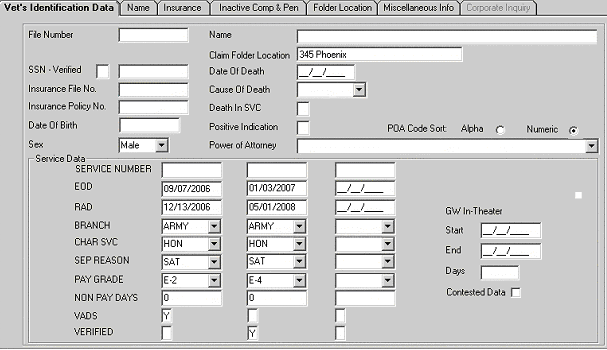 Vet's Identification Data Name Insurance Inactive Comp & Pen Folder Location Miscellaneous Info Corporate Inquiry
File Number Name
Claim Folder Location 345 Phoenix
SSN - Verified Date Of Death __/__/____
Insurance File No. Cause Of Death
Insurance Policy No. Death In SVC
Date Of Birth Positive Indication POA Code Sort: Alpha Numeric
Sex Male Power of Attorney
Service Data
SERVICE NUMBER
EOD 09/07/2006 01/03/2007 __/__/____
RAD 12/13/2006 05/01/2008 __/__/____
GW In-Theater
BRANCH ARMY ARMY Start __/__/____
CHAR SVC HON HON End __/__/____
SEP REASON SAT SAT Days
PAY GRADE E-2 E-4
NON PAY DAYS 0 0 Contested Data
VADS Y
VERIFIED Y